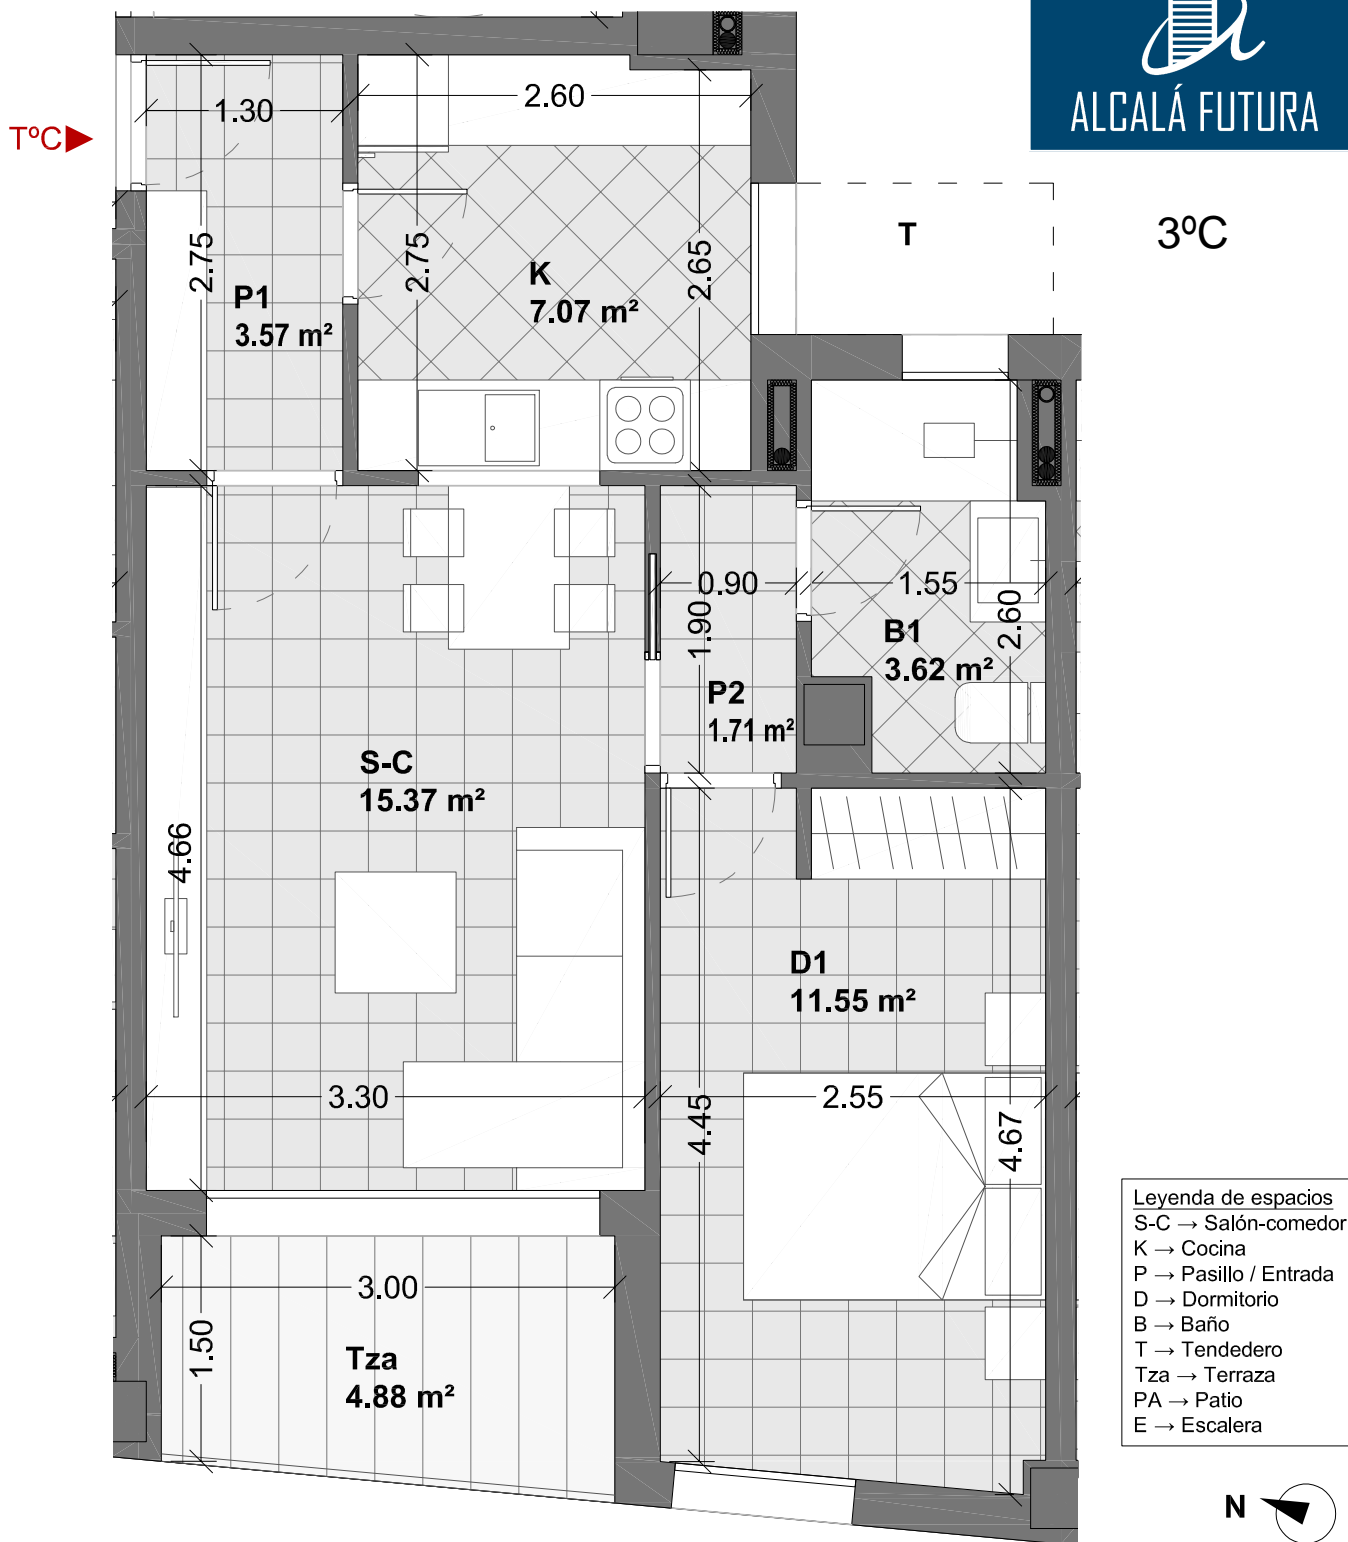 ALCALÁ FUTURA
TºC
3ºC
1.30
2.60
2.75
2.75
2.65
T
P1
3.57 m²
K
7.07 m²
0.90
1.55
1.90
2.60
B1
3.62 m²
P2
1.71 m²
S-C
15.37 m²
4.66
D1
11.55 m²
3.30
2.55
4.45
4.67
3.00
1.50
Tza
4.88 m²
Leyenda de espacios
S-C → Salón-comedor
K → Cocina
P → Pasillo / Entrada
D → Dormitorio
B → Baño
T → Tendedero
Tza → Terraza
PA → Patio
E → Escalera
N